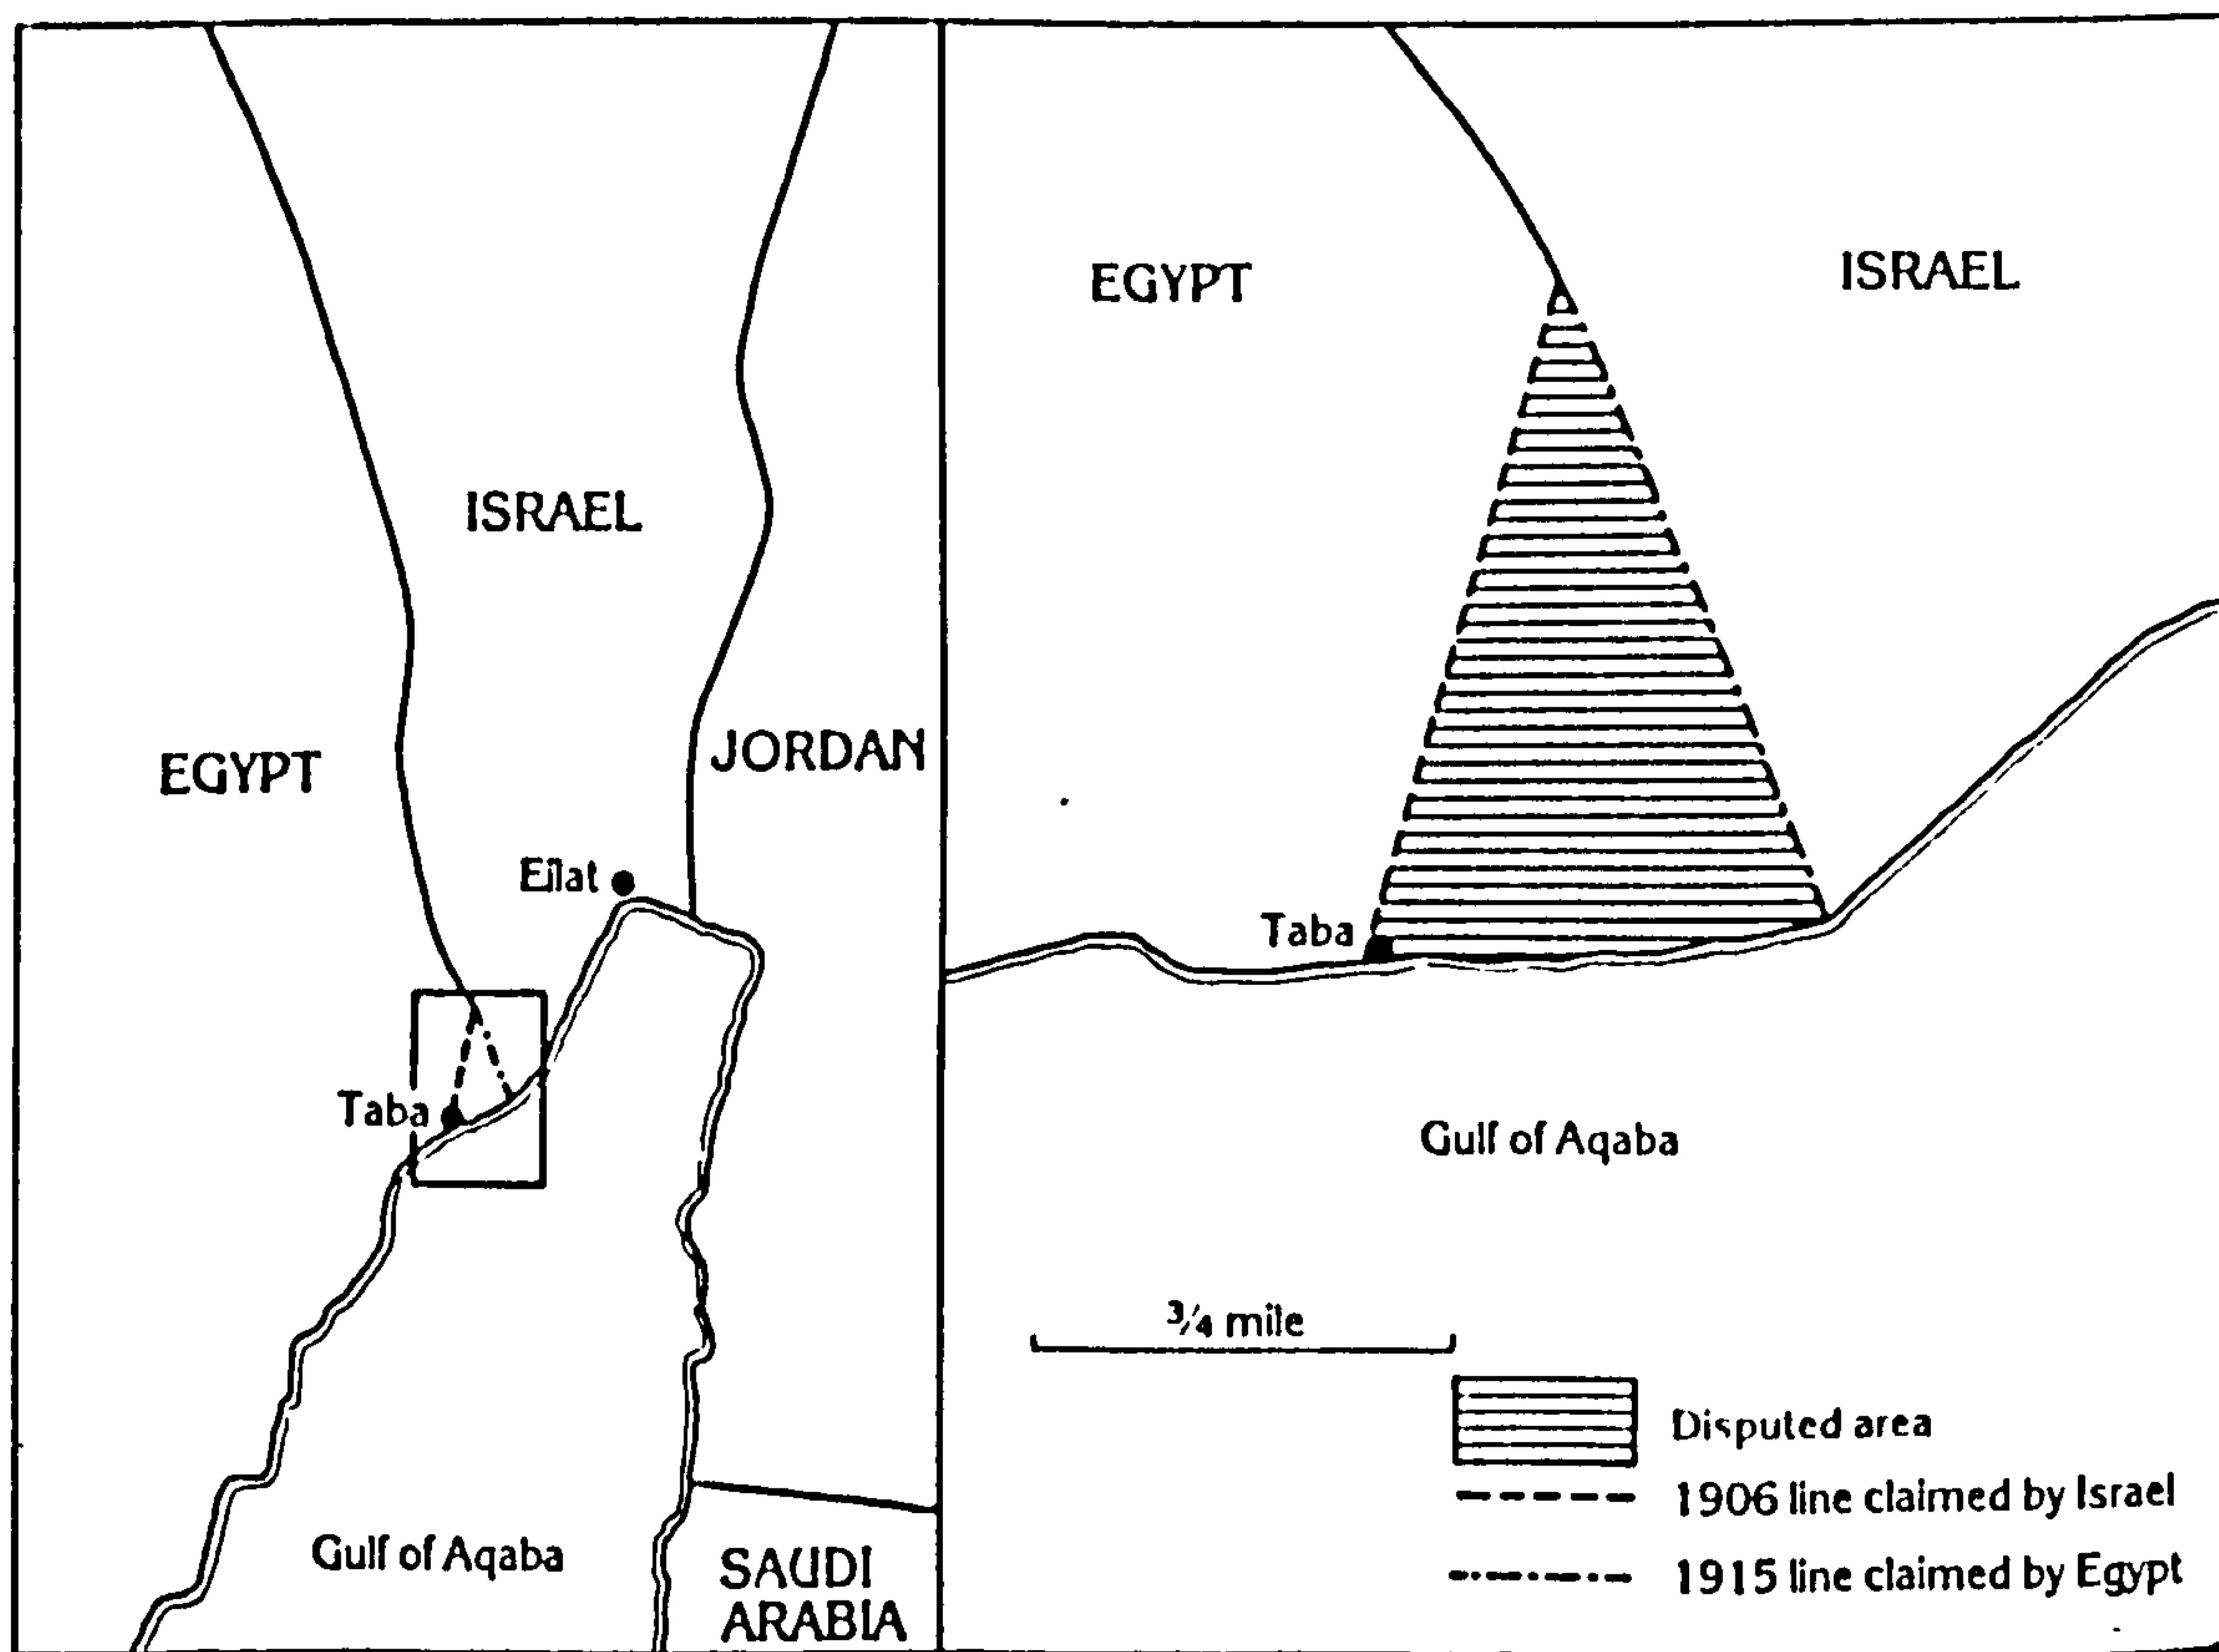 ISRAEL
EGYPT
JORDAN
Eilat
Taba
Gulf of Aqaba
SAUDI
ARABIA
EGYPT
ISRAEL
Taba
Gulf of Aqaba
3/4 mile
Disputed area
1906 line claimed by Israel
1915 line claimed by Egypt